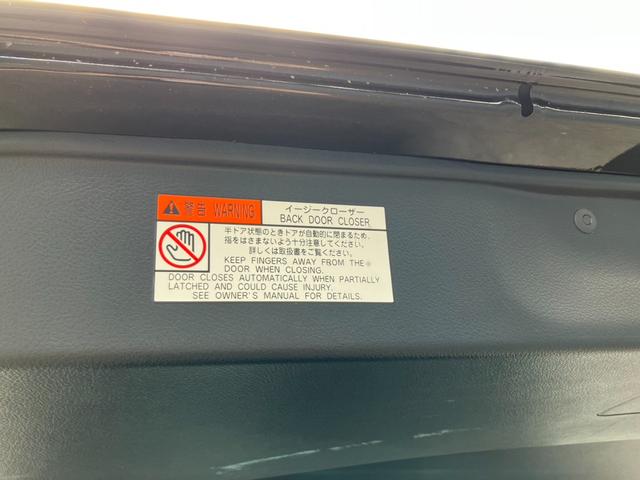 警告 WARNING
イージークローザー
BACK DOOR CLOSER
半ドア状態のときドアが自動的に閉まるため、
指をはさまないよう十分注意してください。
詳しくは取扱書をご覧ください。
KEEP FINGERS AWAY FROM THE
DOOR WHEN CLOSING.
DOOR CLOSES AUTOMATICALLY WHEN PARTIALLY
LATCHED AND COULD CAUSE INJURY.
SEE OWNER'S MANUAL FOR DETAILS.